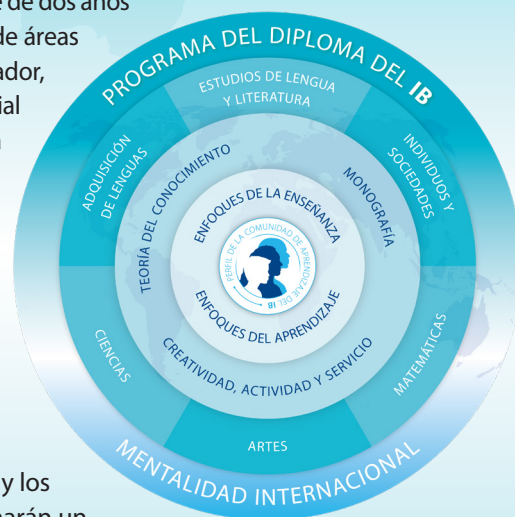 de dos años
de áreas
y los
un
PROGRAMA DEL DIPLOMA DEL IB
ESTUDIOS DE LENGUA
Y LITERATURA
ADQUISICIÓN
DE LENGUAS
INDIVIDUOS Y
SOCIEDADES
TEORÍA DEL CONOCIMIENTO
MONOGRAFÍA
ENFOQUES DE LA ENSEÑANZA
PERFIL DE LA COMUNIDAD DE APRENDIZAJE DEL IB
ENFOQUES DEL APRENDIZAJE
CREATIVIDAD, ACTIVIDAD Y SERVICIO
CIENCIAS
MATEMÁTICAS
ARTES
MENTALIDAD INTERNACIONAL